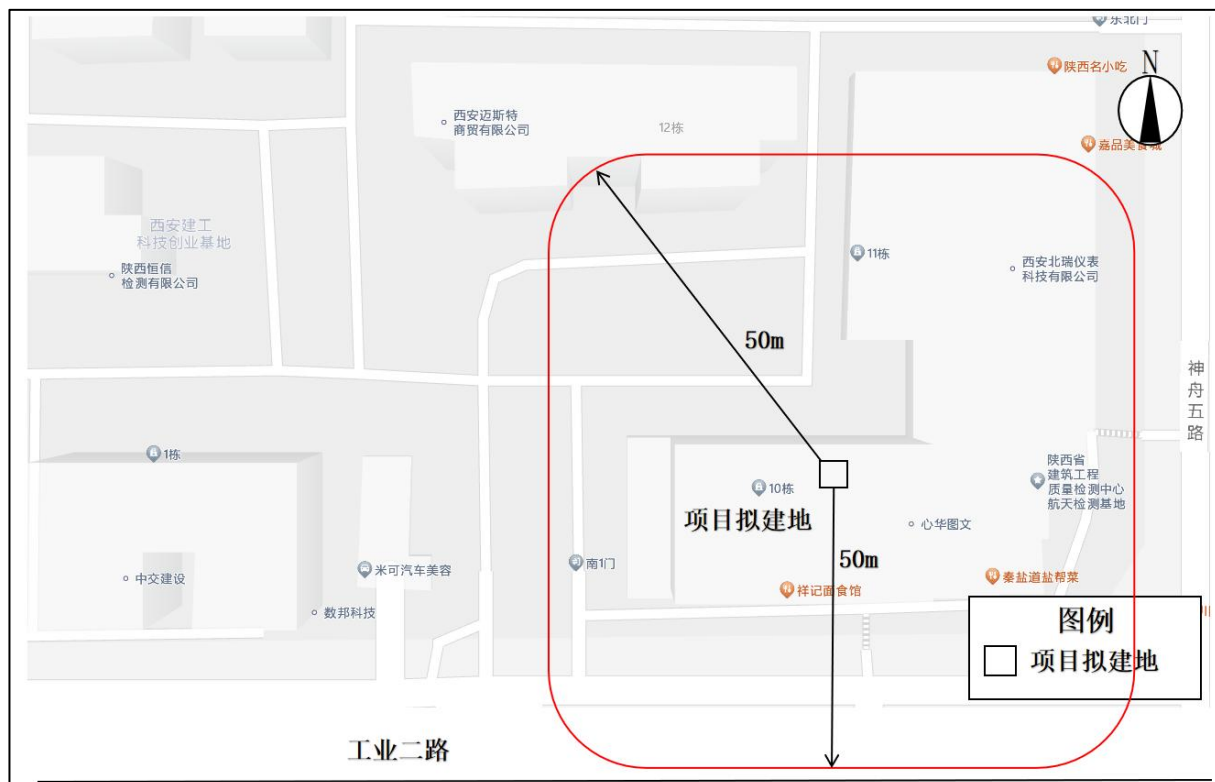 东北门
陕西名小吃
N
西安迈斯特
商贸有限公司
12栋
嘉品美食城
西安建工
科技创业基地
陕西恒信
检测有限公司
11栋
西安北瑞仪表
科技有限公司
50m
神舟五路
1栋
10栋
陕西省
建筑工程
质量检测中心
航天检测基地
项目拟建地
心华图文
50m
南1门
米可汽车美容
中交建设
祥记面食馆
秦盐道盐帮菜
数邦科技
图例
项目拟建地
川
工业二路